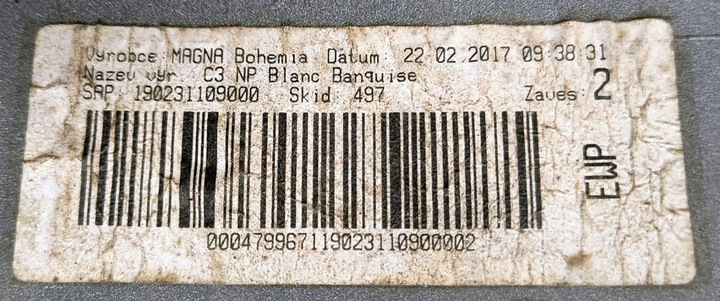 Vyrobce: MAGNA Bohemia Datum: 22.02.2017 09:38:31
Nazev vyr.: C3 NP Blanc Banquise
SAP: 190231109000 Skid: 497 Zaves: 2
EWP
0004799671190231109000002